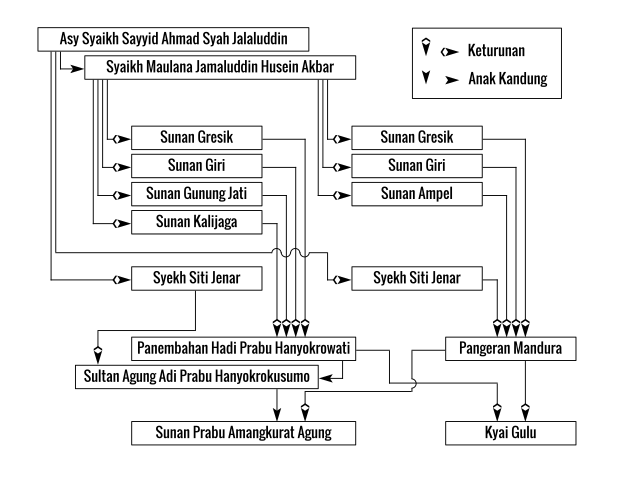 Asy Syaikh Sayyid Ahmad Syah Jalaluddin
Keturunan
Syaikh Maulana Jamaluddin Husein Akbar
Anak Kandung
Sunan Gresik
Sunan Gresik
Sunan Giri
Sunan Giri
Sunan Gunung Jati
Sunan Ampel
Sunan Kalijaga
Syekh Siti Jenar
Syekh Siti Jenar
Panembahan Hadi Prabu Hanyokrowati
Pangeran Mandura
Sultan Agung Adi Prabu Hanyokrokusumo
Sunan Prabu Amangkurat Agung
Kyai Gulu